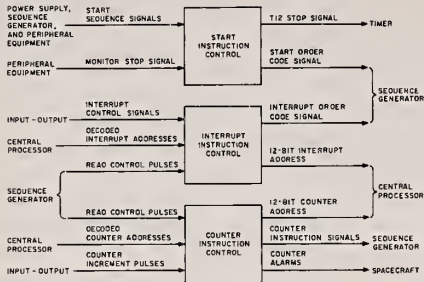 POWER SUPPLY,
SEQUENCE
GENERATOR,
AND PERIPHERAL
EQUIPMENT
START
SEQUENCE SIGNALS
START
INSTRUCTION
CONTROL
T12 STOP SIGNAL
TIMER
PERIPHERAL
EQUIPMENT
MONITOR STOP SIGNAL
START ORDER
CODE SIGNAL
SEQUENCE
GENERATOR
INPUT - OUTPUT
INTERRUPT
CONTROL SIGNALS
INTERRUPT
INSTRUCTION
CONTROL
INTERRUPT ORDER
CODE SIGNAL
CENTRAL
PROCESSOR
DECODED
INTERRUPT ADDRESSES
READ CONTROL PULSES
12-BIT INTERRUPT
ADDRESS
CENTRAL
PROCESSOR
SEQUENCE
GENERATOR
READ CONTROL PULSES
COUNTER
INSTRUCTION
CONTROL
12-BIT COUNTER
ADDRESS
CENTRAL
PROCESSOR
DECODED
COUNTER ADDRESSES
COUNTER
INSTRUCTION SIGNALS
SEQUENCE
GENERATOR
INPUT - OUTPUT
COUNTER
INCREMENT PULSES
COUNTER
ALARMS
SPACECRAFT